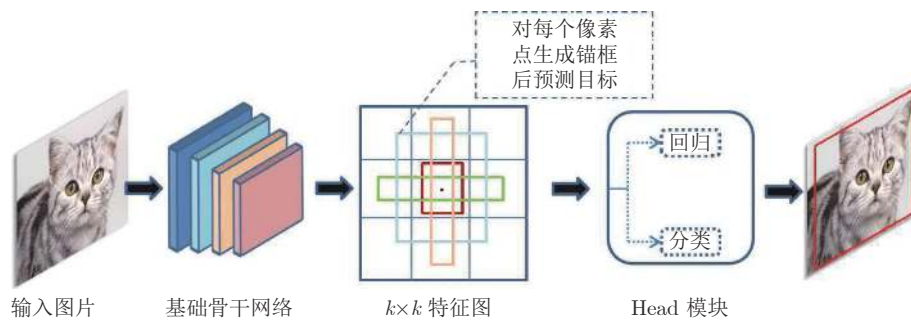 对每个像素
点生成锚框
后预测目标
回归
分类
输入图片
基础骨干网络
k×k 特征图
Head 模块